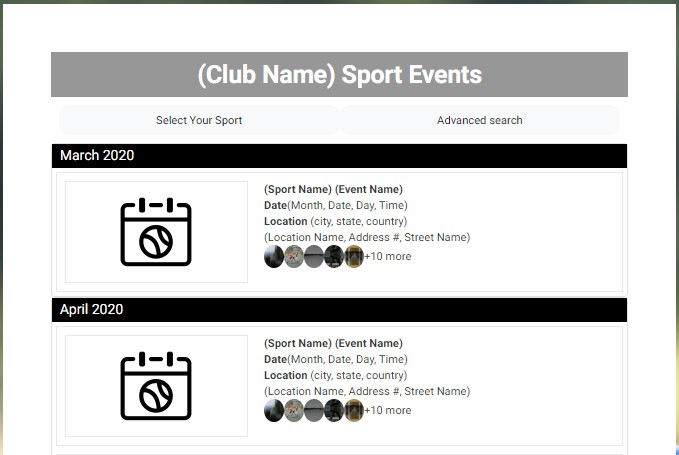 (Club Name) Sport Events
Select Your Sport
Advanced search
March 2020
(Sport Name) (Event Name)
Date(Month, Date, Day, Time)
Location (city, state, country)
(Location Name, Address #, Street Name)
+10 more
April 2020
(Sport Name) (Event Name)
Date(Month, Date, Day, Time)
Location (city, state, country)
(Location Name, Address #, Street Name)
+10 more